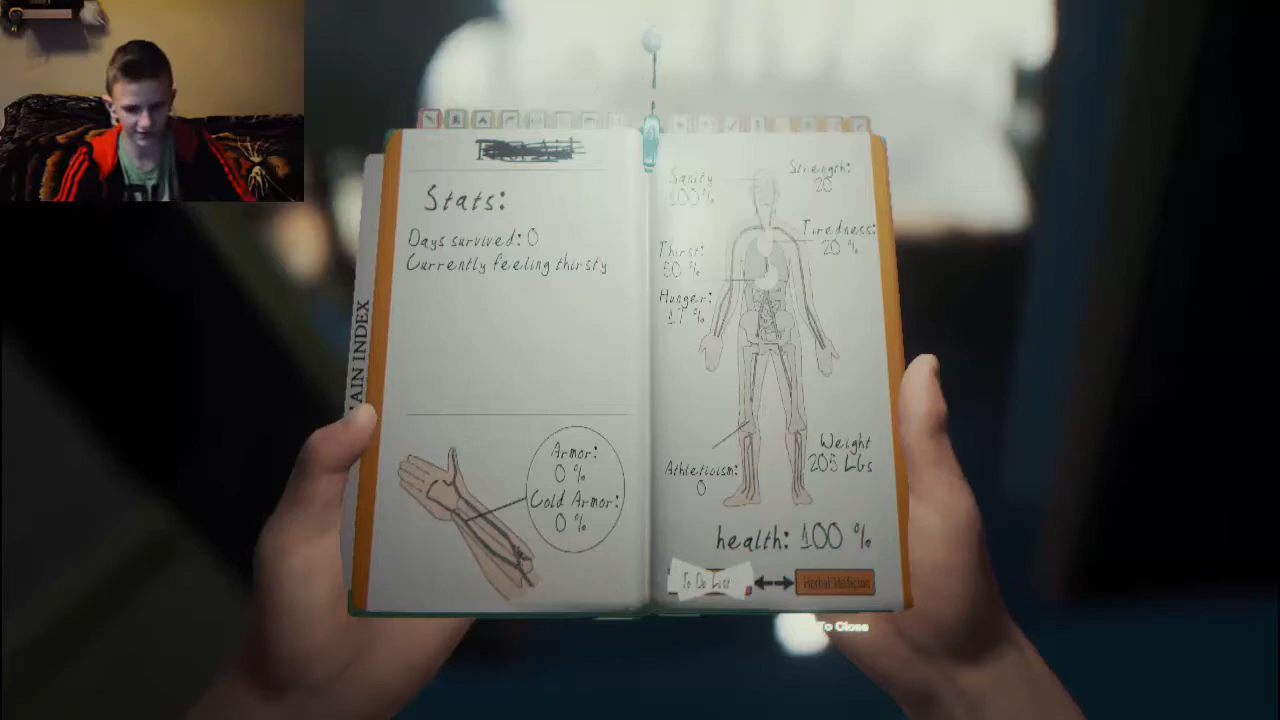 Stats:
Days survived: 0
Currently feeling thirsty
MAIN INDEX
Armor:
0 %
Cold Armor:
0 %
Sanity
100%
Strength:
20
Tiredness:
20 %
Thirst:
50 %
Hunger:
17 %
Athleticism:
0
Weight
205 Lbs
health: 100 %
To Do List
Herbal Medicine
To Close